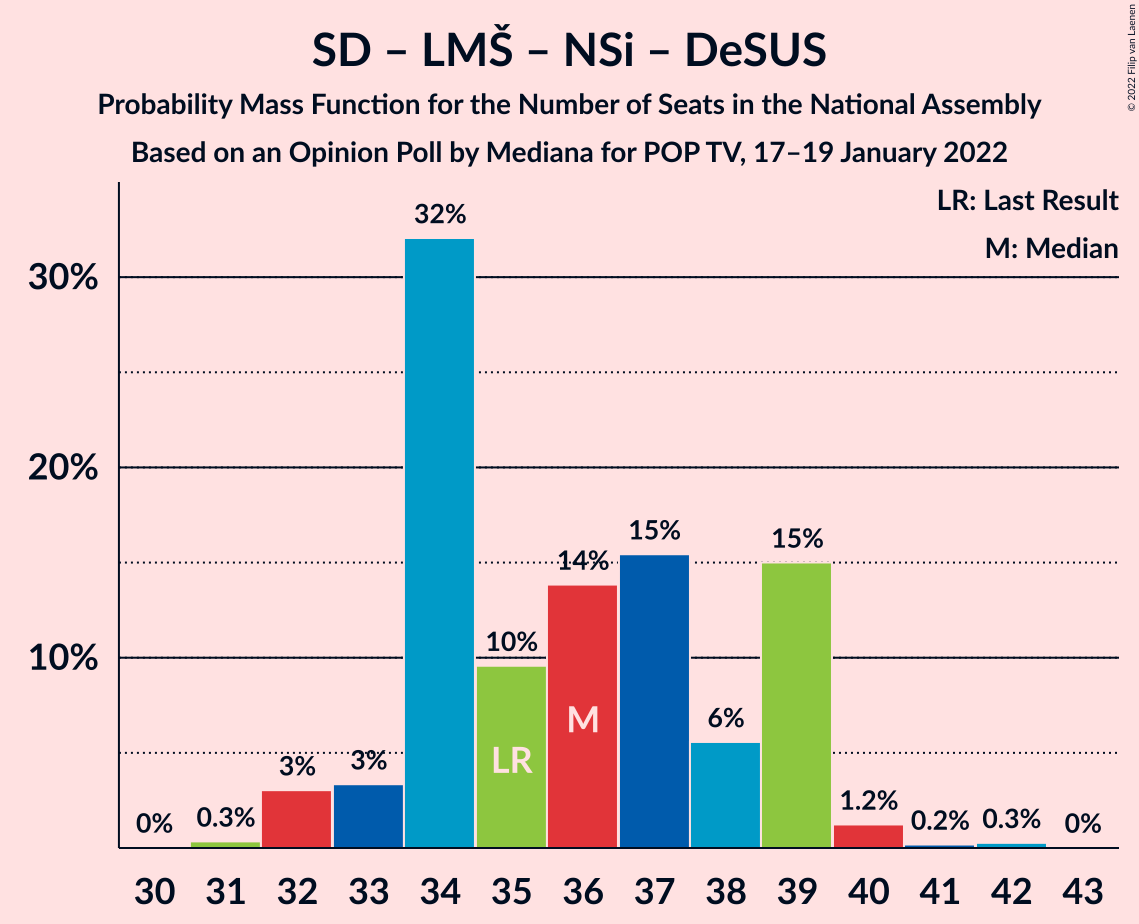 SD – LMŠ – NSi – DeSUS
Probability Mass Function for the Number of Seats in the National Assembly
Based on an Opinion Poll by Mediana for POP TV, 17–19 January 2022
© 2022 Filip van Laenen
LR: Last Result
M: Median
30%
20%
10%
0%
0.3%
3%
3%
32%
10%
14%
15%
6%
15%
1.2%
0.2%
0.3%
0%
LR
M
30 31 32 33 34 35 36 37 38 39 40 41 42 43